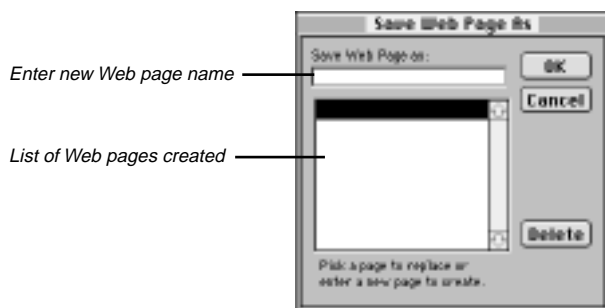 Save Web Page As
Save Web Page as:
Enter new Web page name
OK
Cancel
List of Web pages created
Delete
Pick a page to replace or
enter a new page to create.